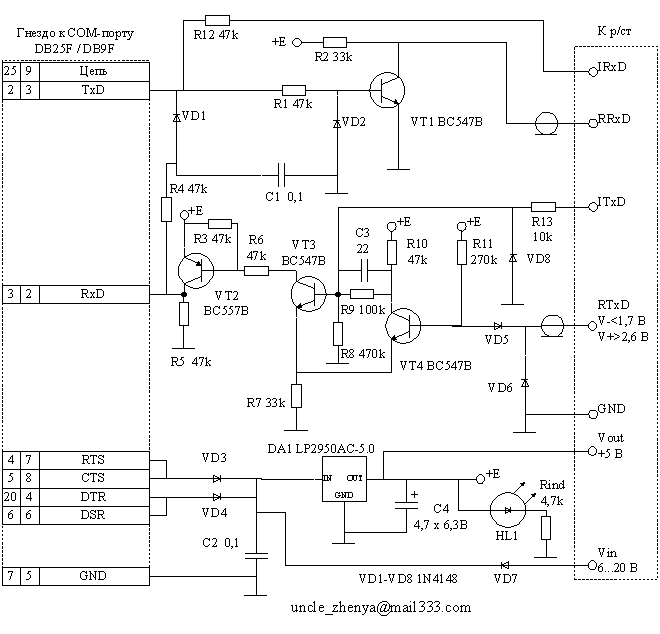 Гнездо к COM-порту
DB25F / DB9F
К р/ст
R12 47k
+E
R2 33k
25 9 Цепь
2 3 TxD
IRxD
R1 47k
VD1
VD2
VT1 BC547B
RRxD
C1 0,1
R4 47k
+E
R3 47k
R6
47k
VT3
BC547B
C3
22
+E
R10
47k
+E
R11
270k
ITxD
R13
10k
VD8
3 2 RxD
VT2
BC557B
R9 100k
RTxD
V-<1,7 В
V+>2,6 В
VD5
R5 47k
R8 470k
VT4 BC547B
VD6
R7 33k
GND
DA1 LP2950AC-5.0
Vout
+5 В
4 7 RTS
5 8 CTS
20 4 DTR
6 6 DSR
VD3
VD4
IN OUT
GND
+E
+
C4
4,7 x 6,3В
Rind
4,7k
HL1
C2 0,1
7 5 GND
VD1-VD8 1N4148
VD7
Vin
6...20 В
uncle_zhenya@mail333.com